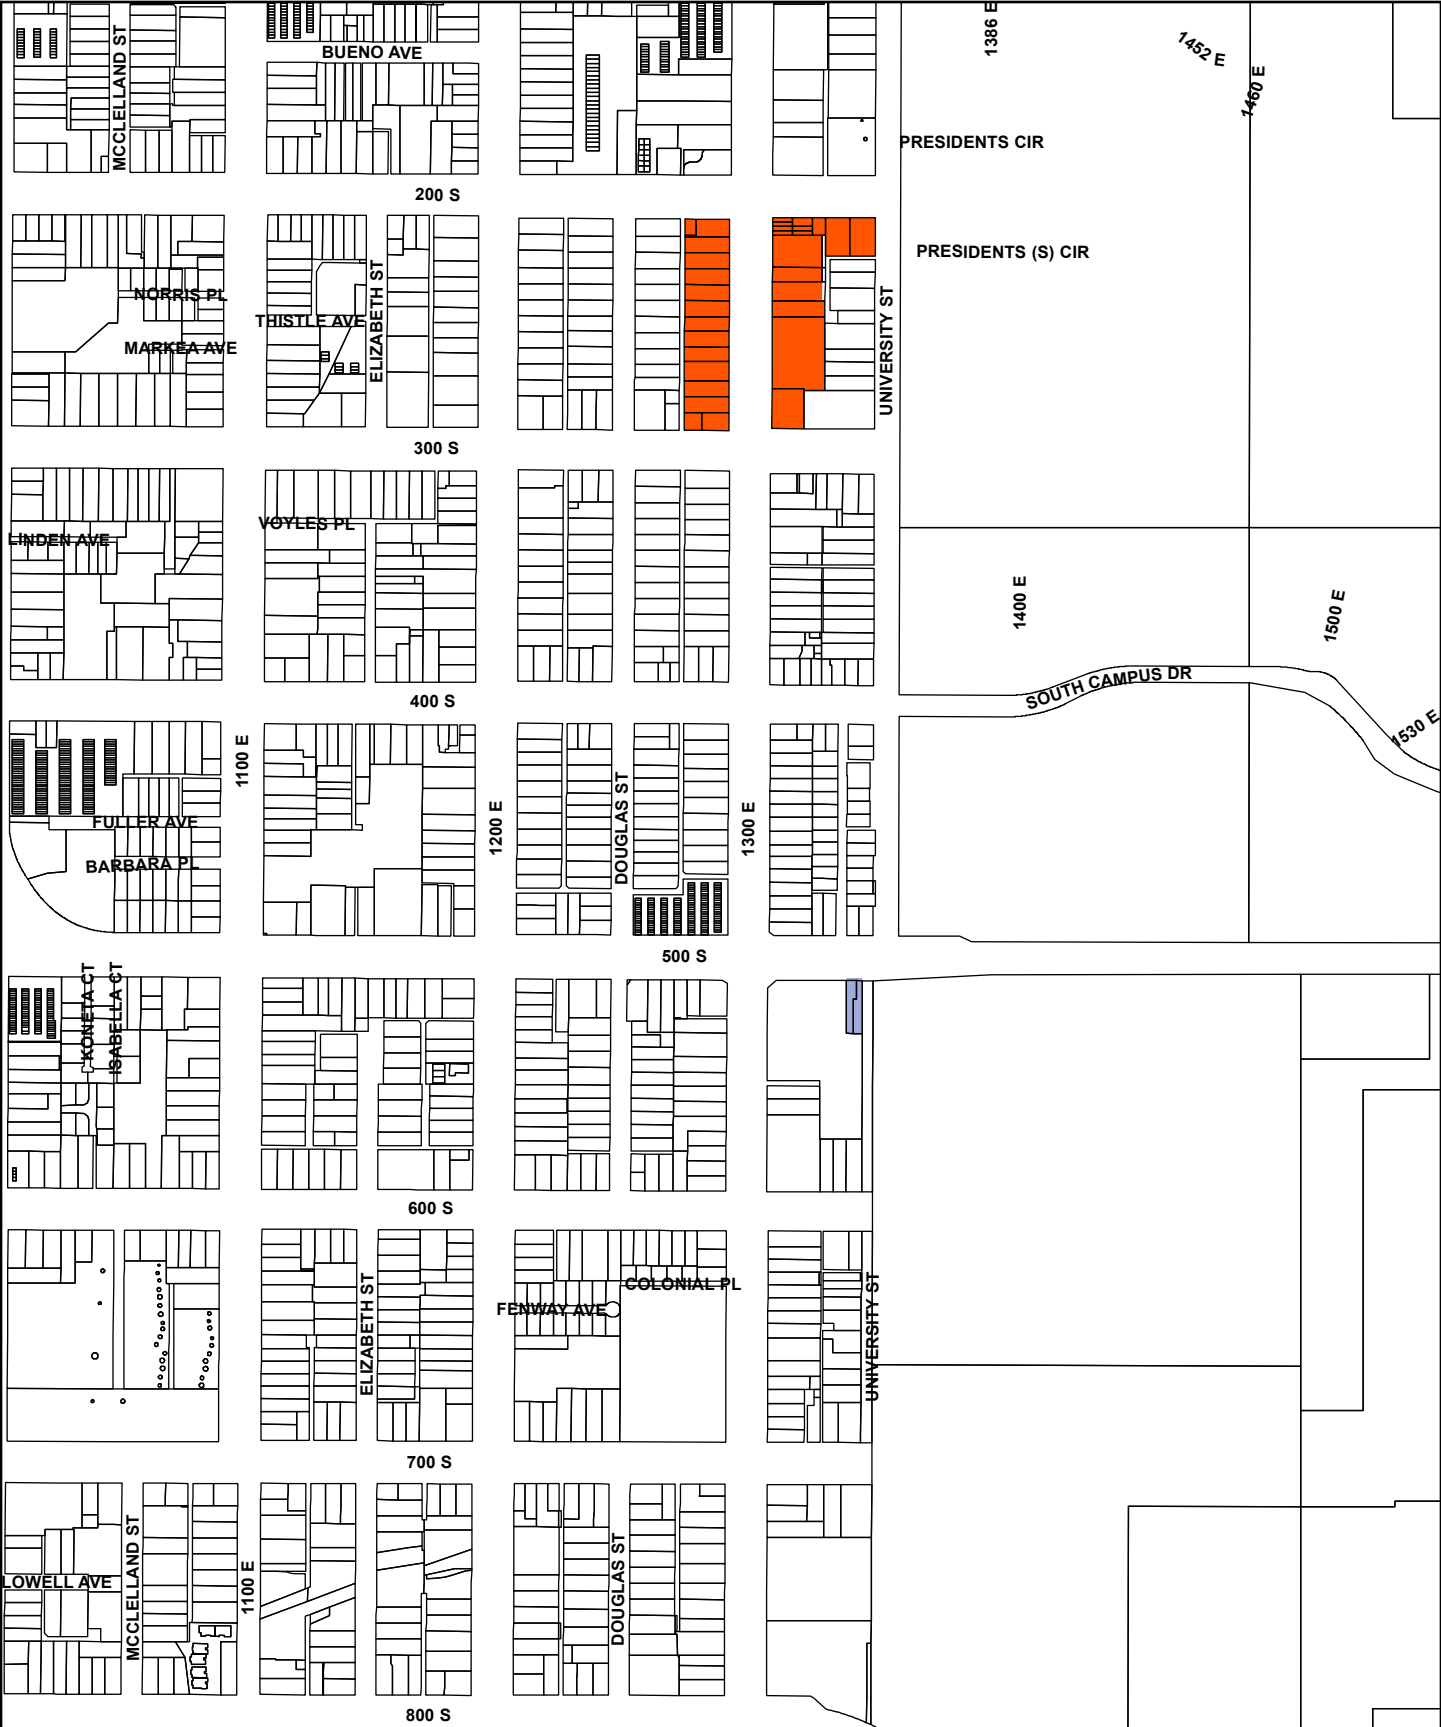 1386 E
MCCLELLAND ST
BUENO AVE
1452 E
1460 E
PRESIDENTS CIR
200 S
PRESIDENTS (S) CIR
NORRIS PL
ELIZABETH ST
THISTLE AVE
UNIVERSITY ST
MARKEA AVE
300 S
VOYLES PL
LINDEN AVE
1400 E
1500 E
SOUTH CAMPUS DR
400 S
1530 E
1100 E
1200 E
DOUGLAS ST
1300 E
FULLER AVE
BARBARA PL
500 S
KONETA CT
ISABELLA CT
600 S
COLONIAL PL
FENWAY AVE
ELIZABETH ST
UNIVERSITY ST
700 S
MCCLELLAND ST
1100 E
DOUGLAS ST
LOWELL AVE
800 S